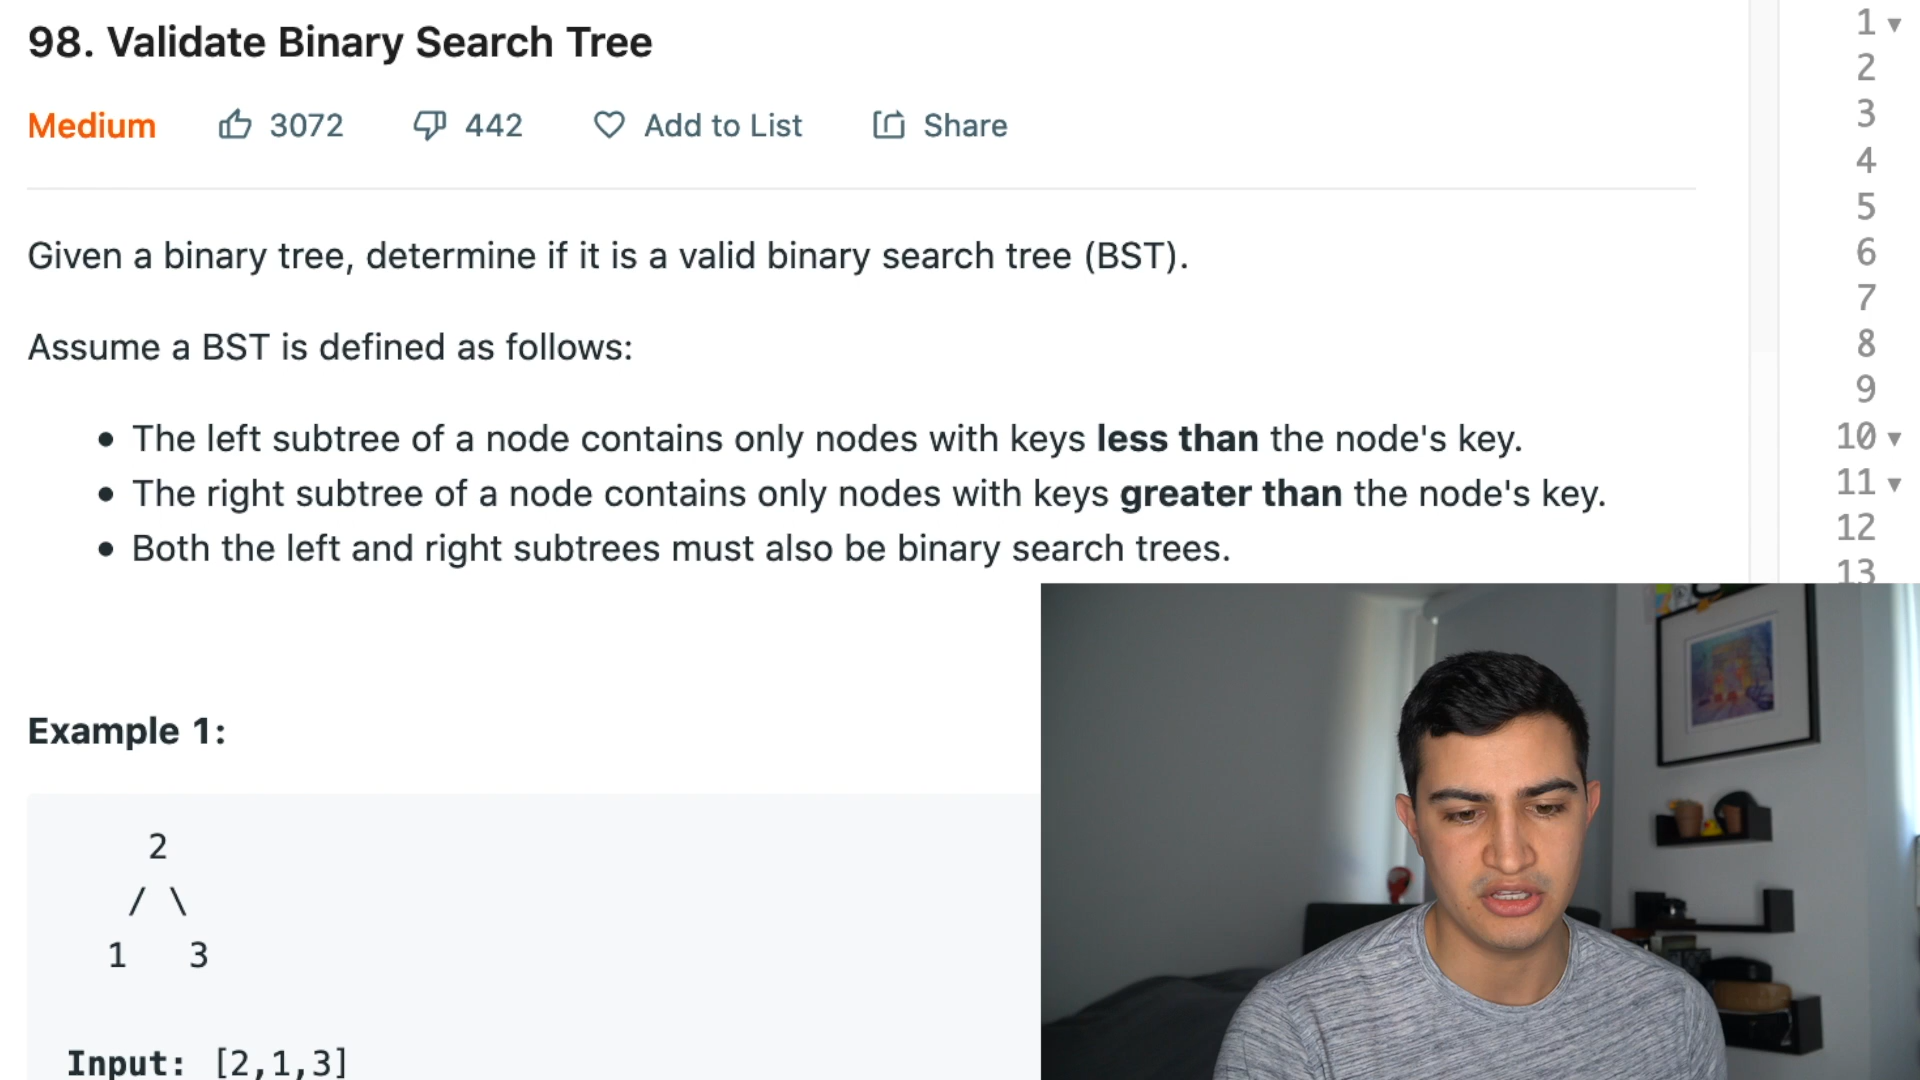 98. Validate Binary Search Tree
Medium 3072 442 Add to List Share
Given a binary tree, determine if it is a valid binary search tree (BST).
Assume a BST is defined as follows:
• The left subtree of a node contains only nodes with keys less than the node's key.
• The right subtree of a node contains only nodes with keys greater than the node's key.
• Both the left and right subtrees must also be binary search trees.
Example 1:
2
/ \
1 3
Input: [2,1,3]
1
2
3
4
5
6
7
8
9
10
11
12
13